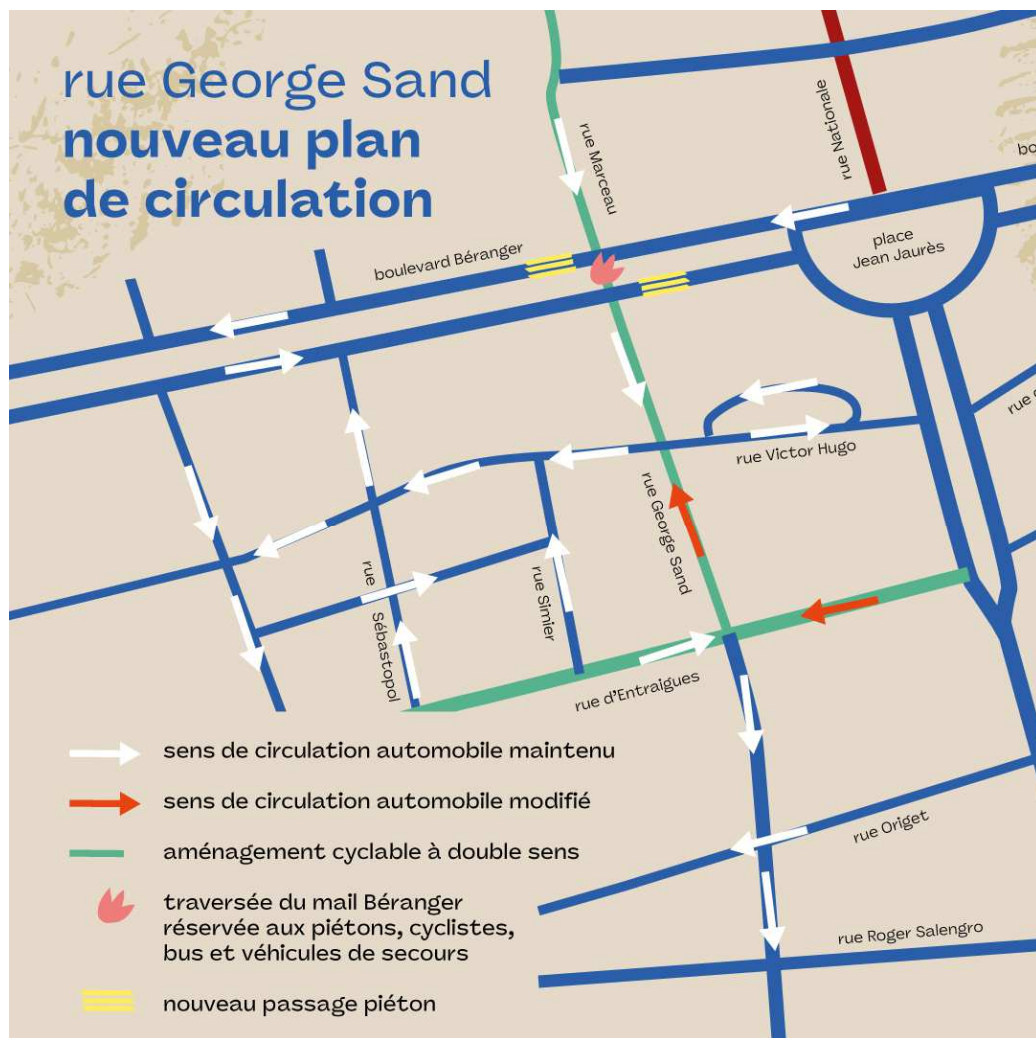 rue George Sand
nouveau plan
de circulation
rue Marceau
rue Nationale
bo
boulevard Béranger
place
Jean Jaurès
rue
rue Victor Hugo
rue George Sand
rue
Sébastopol
rue Simier
rue d'Entraigues
sens de circulation automobile maintenu
sens de circulation automobile modifié
aménagement cyclable à double sens
traversée du mail Béranger
réservée aux piétons, cyclistes,
bus et véhicules de secours
nouveau passage piéton
rue Origet
rue Roger Salengro